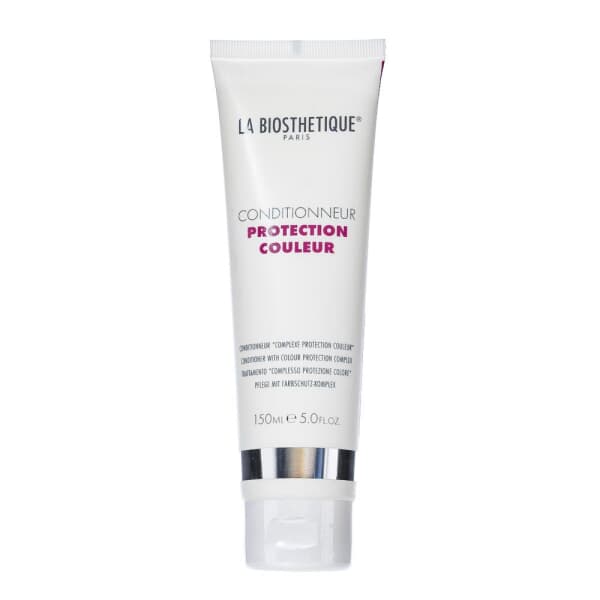 LA BIOSTHETIQUE®
PARIS
CONDITIONNEUR
PROTECTION
COULEUR
CONDITIONNEUR "COMPLEXE PROTECTION COULEUR"
CONDITIONER WITH COLOUR PROTECTION COMPLEX
TRATTAMENTO "COMPLESSO PROTEZIONE COLORE"
PFLEGE MIT FARBSCHUTZ-KOMPLEX
150ML ℮ 5.0FL.OZ.